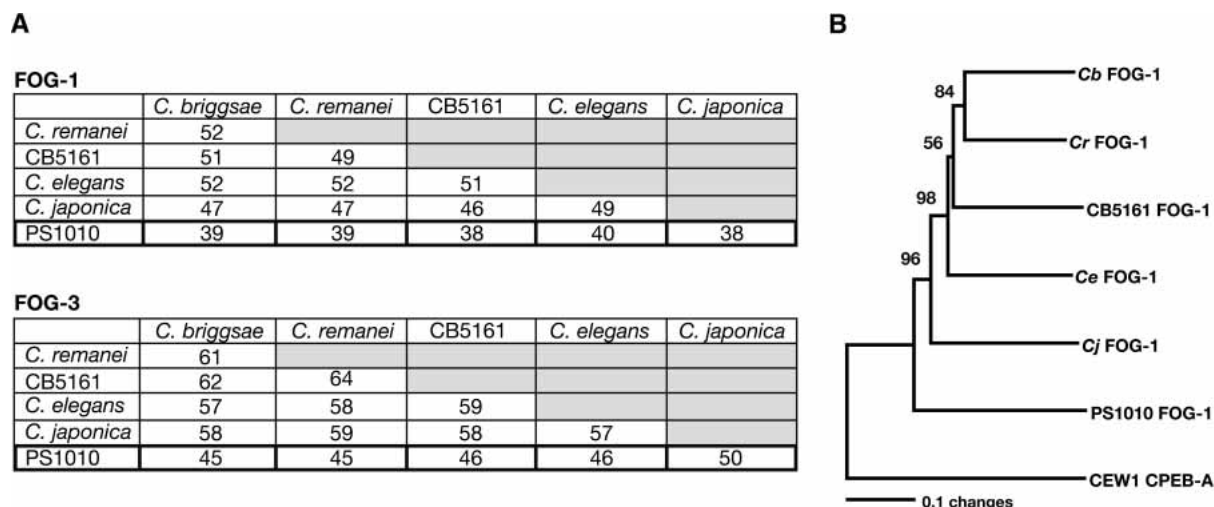 A
FOG-1
C. briggsae C. remanei CB5161 C. elegans C. japonica
C. remanei 52
CB5161 51 49
C. elegans 52 52 51
C. japonica 47 47 46 49
PS1010 39 39 38 40 38
FOG-3
C. briggsae C. remanei CB5161 C. elegans C. japonica
C. remanei 61
CB5161 62 64
C. elegans 57 58 59
C. japonica 58 59 58 57
PS1010 45 45 46 46 50
B
Cb FOG-1
84
Cr FOG-1
56
CB5161 FOG-1
98
Ce FOG-1
96
Cj FOG-1
PS1010 FOG-1
CEW1 CPEB-A
0.1 changes